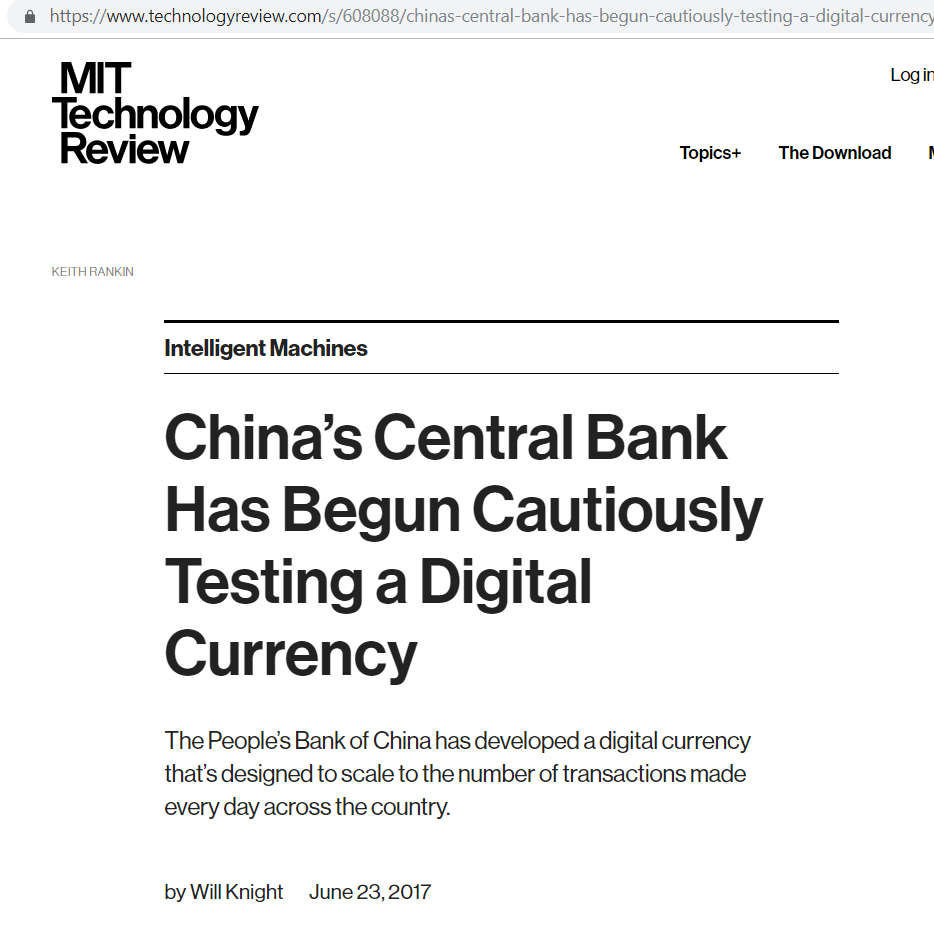 https://www.technologyreview.com/s/608088/chinas-central-bank-has-begun-cautiously-testing-a-digital-currency
MIT
Technology
Review
Log in
Topics+ The Download
KEITH RANKIN
Intelligent Machines
China’s Central Bank
Has Begun Cautiously
Testing a Digital
Currency
The People’s Bank of China has developed a digital currency
that’s designed to scale to the number of transactions made
every day across the country.
by Will Knight June 23, 2017